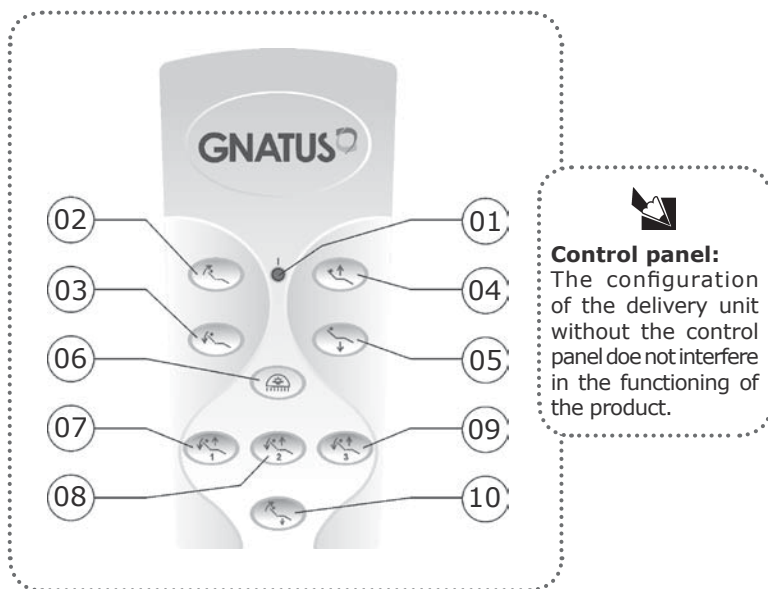 GNATUS
02
01
03
04
06
05
07
09
1
2
3
08
10
Control panel:
The configuration
of the delivery unit
without the control
panel doe not interfere
in the functioning of
the product.